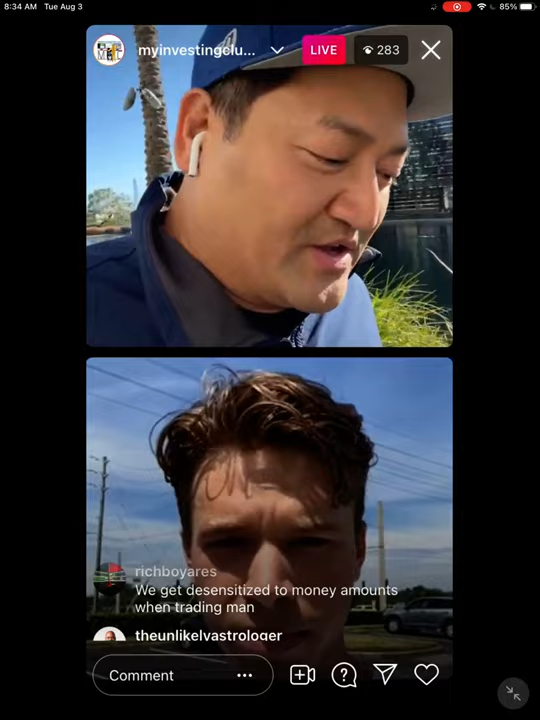 8:34 AM Tue Aug 3
85%
myinvestingclu...
LIVE
283
richboyares
We get desensitized to money amounts
when trading man
theunlikelyastrologer
Comment